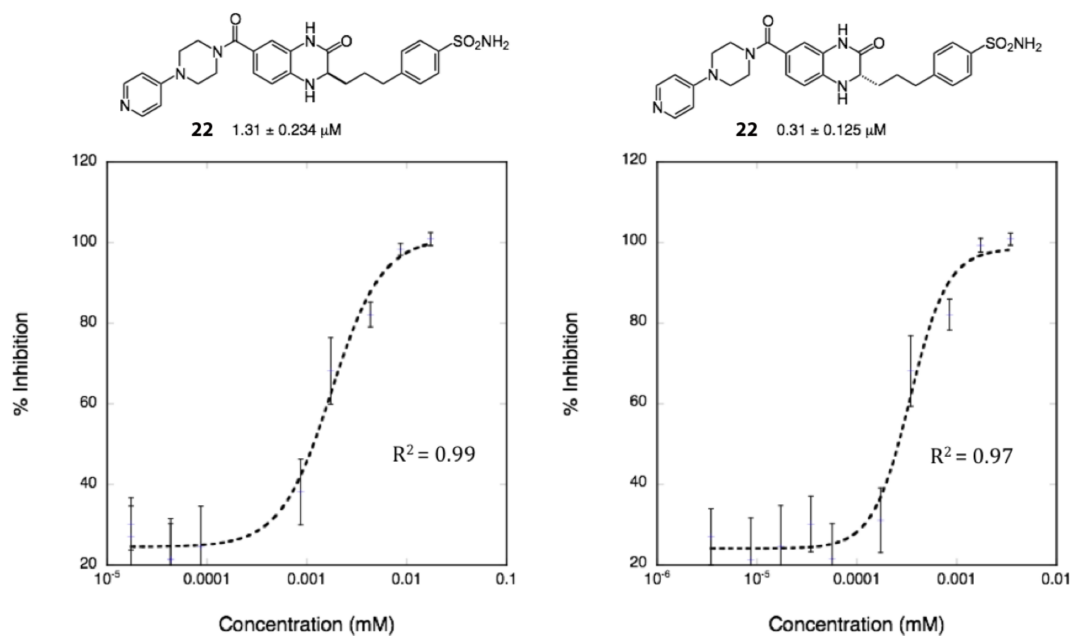 O
N
N
N
H
N
O
N
H
SO₂NH₂
22 1.31 ± 0.234 µM
O
N
N
N
H
N
O
N
H
SO₂NH₂
22 0.31 ± 0.125 µM
120
100
80
60
40
20
% Inhibition
R² = 0.99
10⁻⁵ 0.0001 0.001 0.01 0.1
Concentration (mM)
120
100
80
60
40
20
% Inhibition
R² = 0.97
10⁻⁶ 10⁻⁵ 0.0001 0.001 0.01
Concentration (mM)